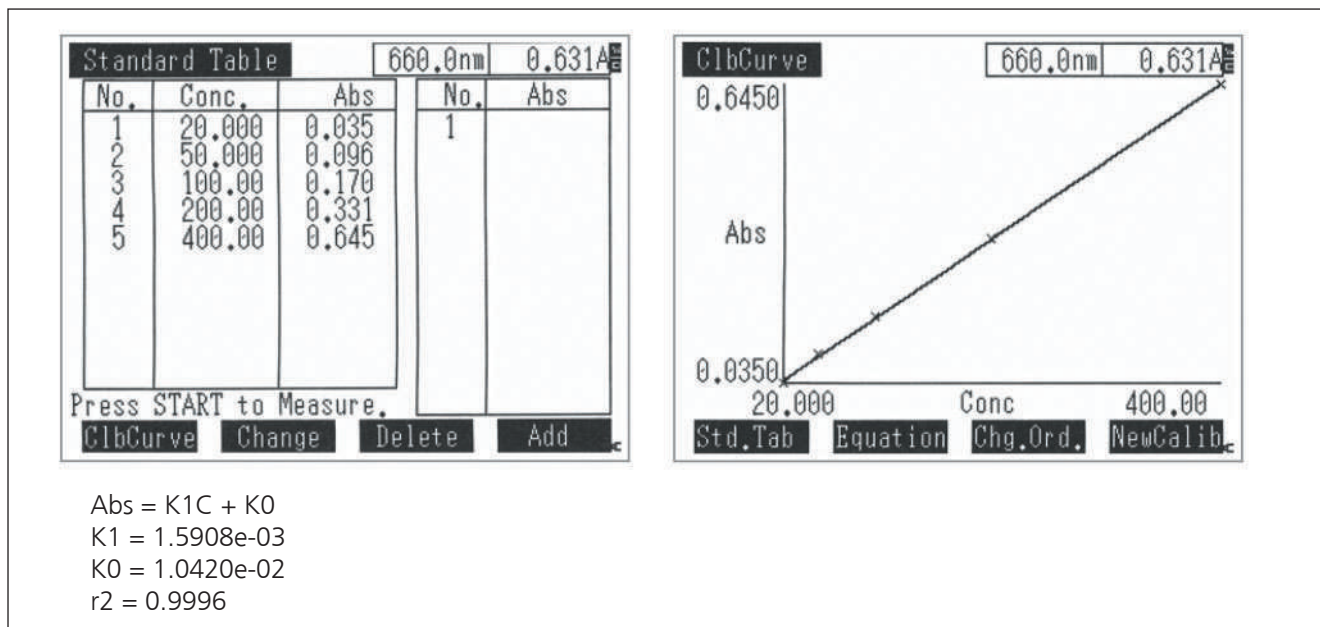 Standard Table 660.0nm 0.631A
No. Conc. Abs No. Abs
1 20.000 0.035 1
2 50.000 0.096
3 100.00 0.170
4 200.00 0.331
5 400.00 0.645
Press START to Measure.
ClbCurve Change Delete Add
ClbCurve 660.0nm 0.631A
0.6450
Abs
0.0350
20.000 Conc 400.00
Std.Tab Equation Chg.Ord. NewCalib.
Abs = K1C + K0
K1 = 1.5908e-03
K0 = 1.0420e-02
r2 = 0.9996